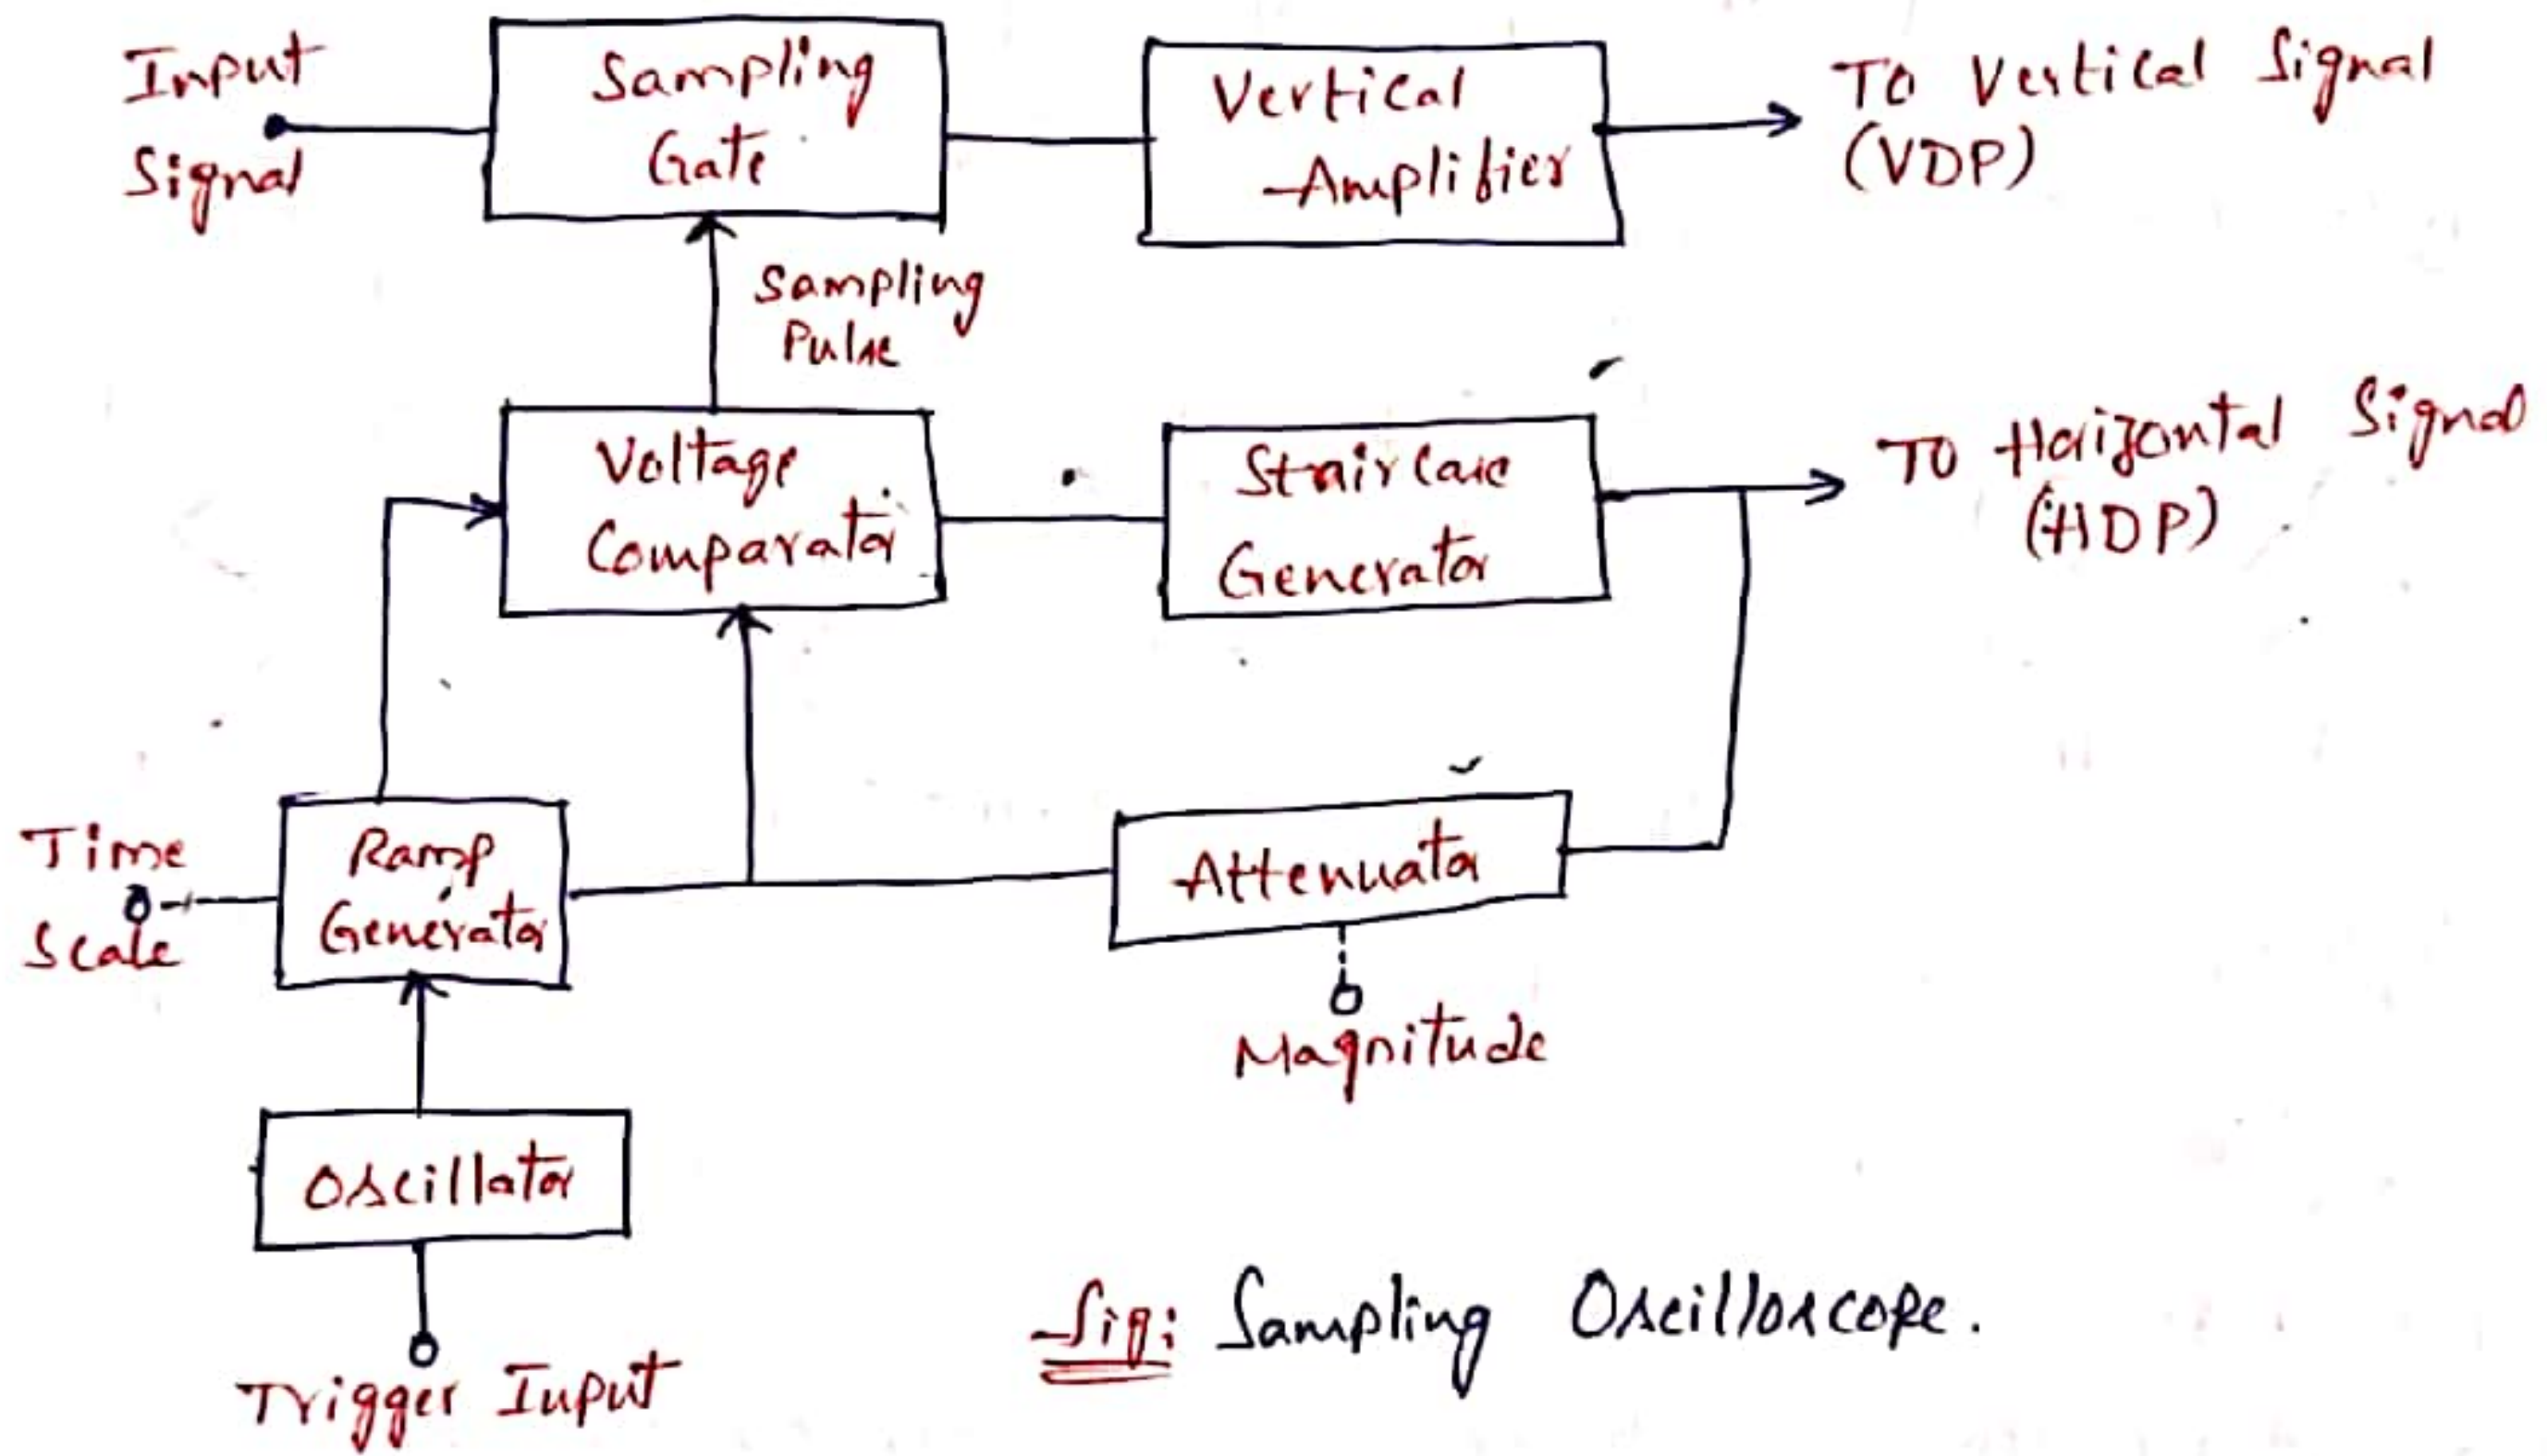 Input
Signal
Sampling
Gate
Vertical
Amplifier
To Vertical Signal
(VDP)
Sampling
Pulse
Voltage
Comparator
Staircase
Generator
To Horizontal Signal
(HDP)
Time
Scale
Ramp
Generator
Attenuator
Magnitude
Oscillator
Trigger Input
Fig: Sampling Oscilloscope.